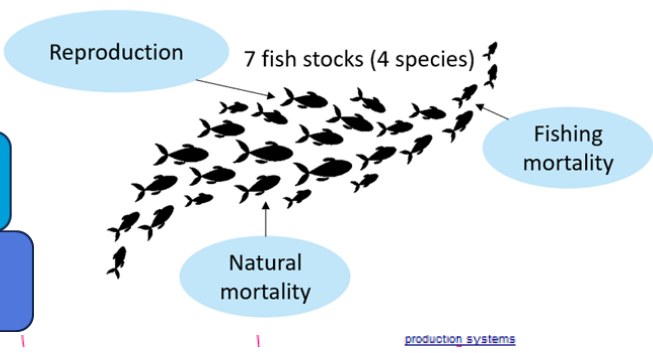 Reproduction
7 fish stocks (4 species)
Fishing
mortality
Natural
mortality
production systems